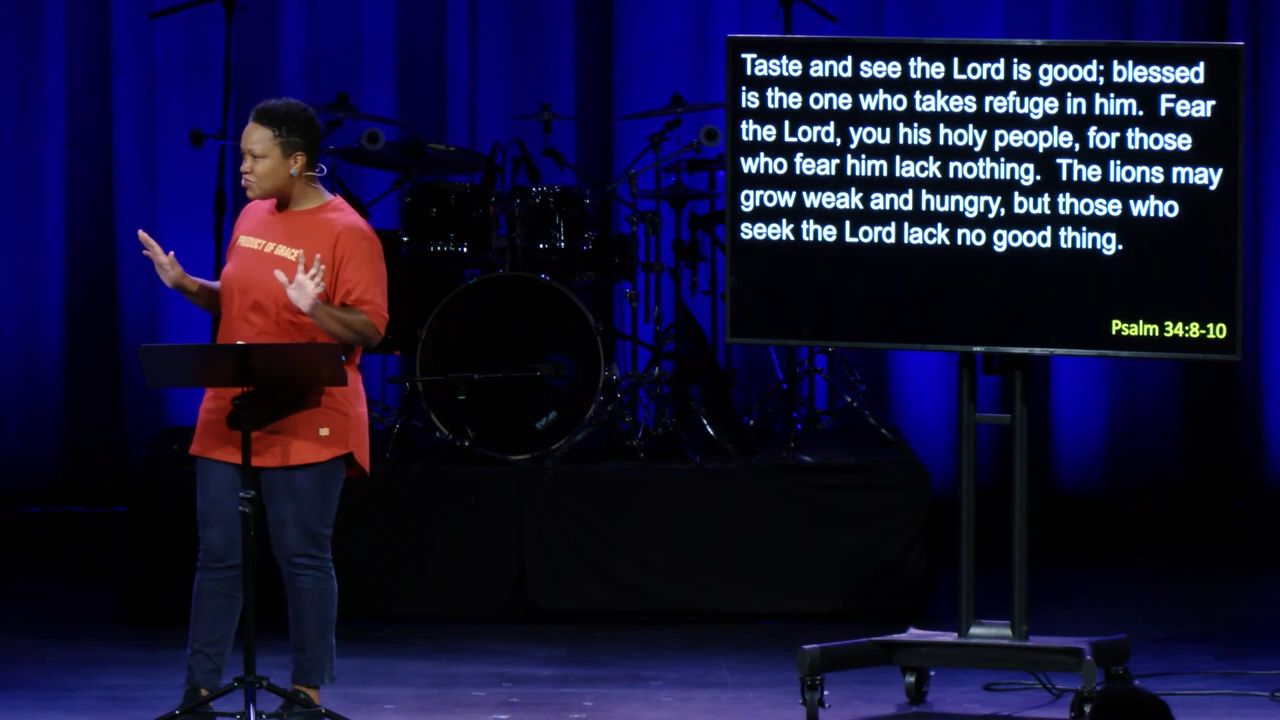 Taste and see the Lord is good; blessed
is the one who takes refuge in him.  Fear
the Lord, you his holy people, for those
who fear him lack nothing.  The lions may
grow weak and hungry, but those who
seek the Lord lack no good thing.
Psalm 34:8-10
PRODUCT OF GRACE